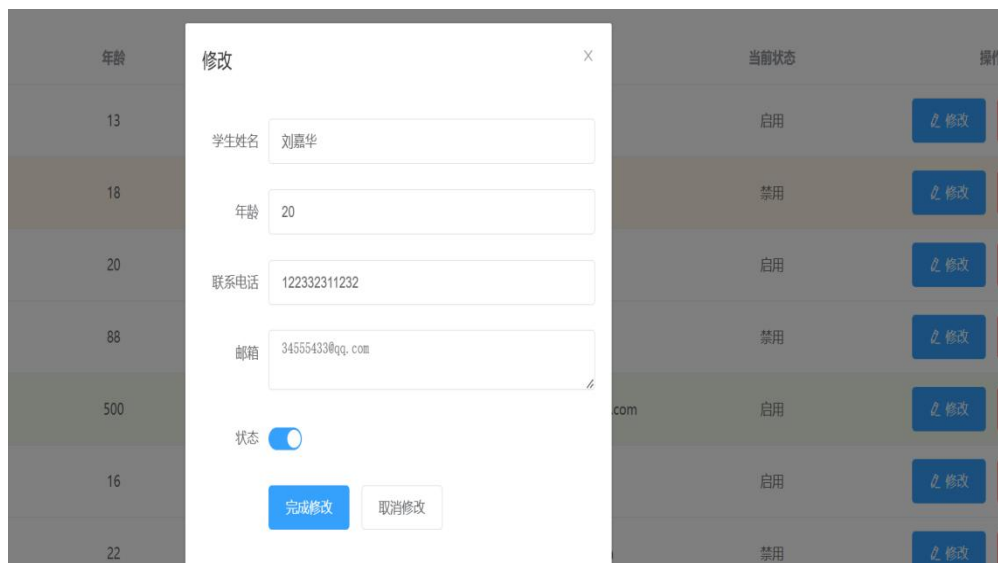 年龄 修改 X 当前状态 操作
13 启用 修改
学生姓名 刘嘉华
18 禁用 修改
年龄 20
20 启用 修改
联系电话 122332311232
88 禁用 修改
邮箱 34555433@qq.com
500 .com 启用 修改
状态
16 启用 修改
完成修改 取消修改
22 禁用 修改